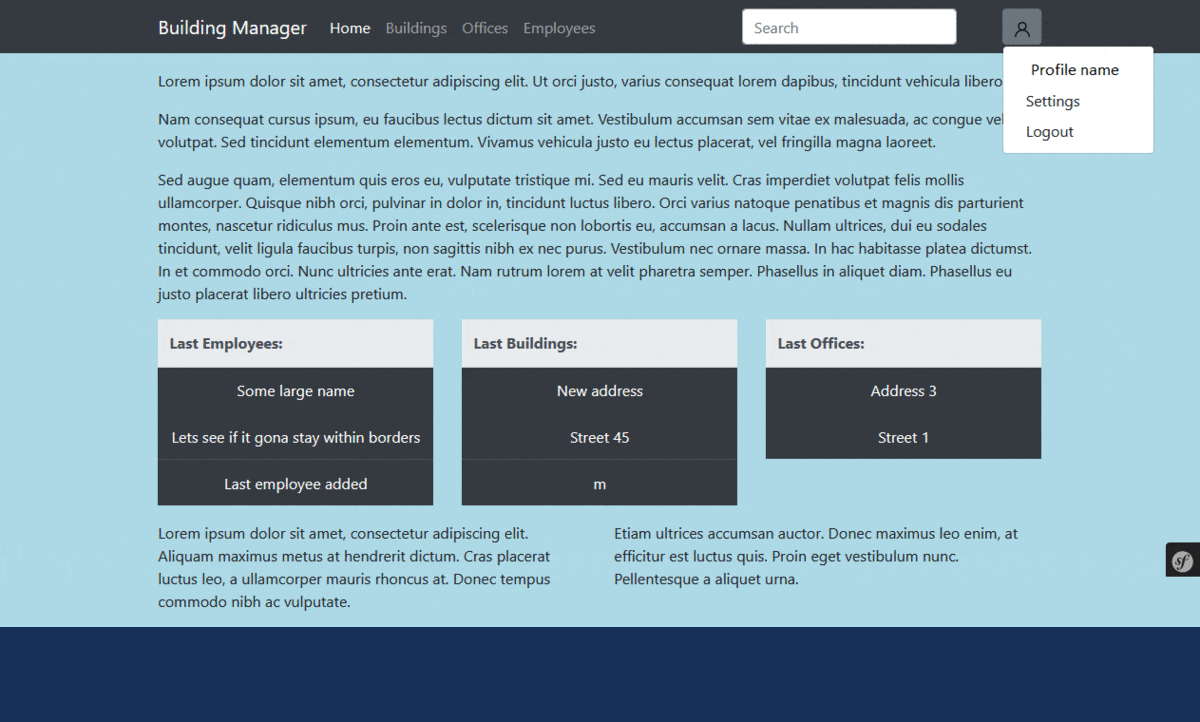 Building Manager Home Buildings Offices Employees Search
Profile name
Settings
Logout
Lorem ipsum dolor sit amet, consectetur adipiscing elit. Ut orci justo, varius consequat lorem dapibus, tincidunt vehicula libero
Nam consequat cursus ipsum, eu faucibus lectus dictum sit amet. Vestibulum accumsan sem vitae ex malesuada, ac congue
volutpat. Sed tincidunt elementum elementum. Vivamus vehicula justo eu lectus placerat, vel fringilla magna laoreet.
Sed augue quam, elementum quis eros eu, vulputate tristique mi. Sed eu mauris velit. Cras imperdiet volutpat felis mollis
ullamcorper. Quisque nibh orci, pulvinar in dolor in, tincidunt luctus libero. Orci varius natoque penatibus et magnis dis parturient
montes, nascetur ridiculus mus. Proin ante est, scelerisque non lobortis eu, accumsan a lacus. Nullam ultrices, dui eu sodales
tincidunt, velit ligula faucibus turpis, non sagittis nibh ex nec purus. Vestibulum nec ornare massa. In hac habitasse platea dictumst.
In et commodo orci. Nunc ultricies ante erat. Nam rutrum lorem at velit pharetra semper. Phasellus in aliquet diam. Phasellus eu
justo placerat libero ultricies pretium.
Last Employees:
Some large name
Lets see if it gona stay within borders
Last employee added
Last Buildings:
New address
Street 45
m
Last Offices:
Address 3
Street 1
Lorem ipsum dolor sit amet, consectetur adipiscing elit.
Aliquam maximus metus at hendrerit dictum. Cras placerat
luctus leo, a ullamcorper mauris rhoncus at. Donec tempus
commodo nibh ac vulputate.
Etiam ultrices accumsan auctor. Donec maximus leo enim, at
efficitur est luctus quis. Proin eget vestibulum nunc.
Pellentesque a aliquet urna.
sf